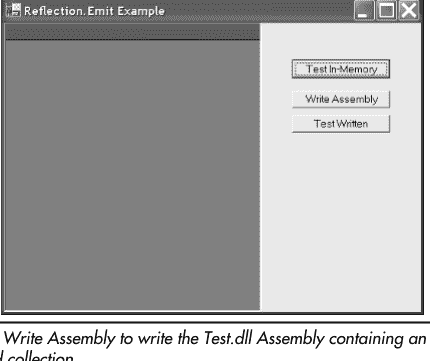 Reflection.Emit Example
Test In-Memory
Write Assembly
Test Written
Write Assembly to write the Test.dll Assembly containing an
collection